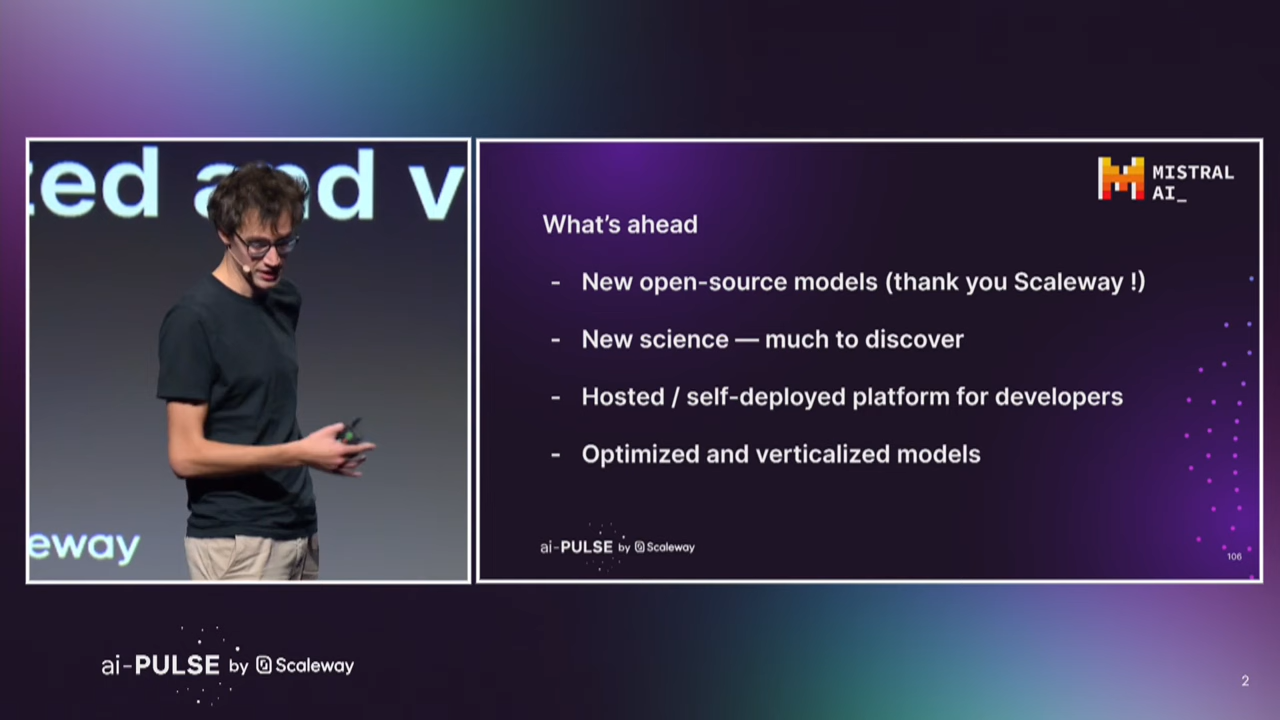 ted and v
eway
MISTRAL
AI_
What's ahead
- New open-source models (thank you Scaleway !)
- New science — much to discover
- Hosted / self-deployed platform for developers
- Optimized and verticalized models
ai-PULSE by Scaleway
106
ai-PULSE by Scaleway
2